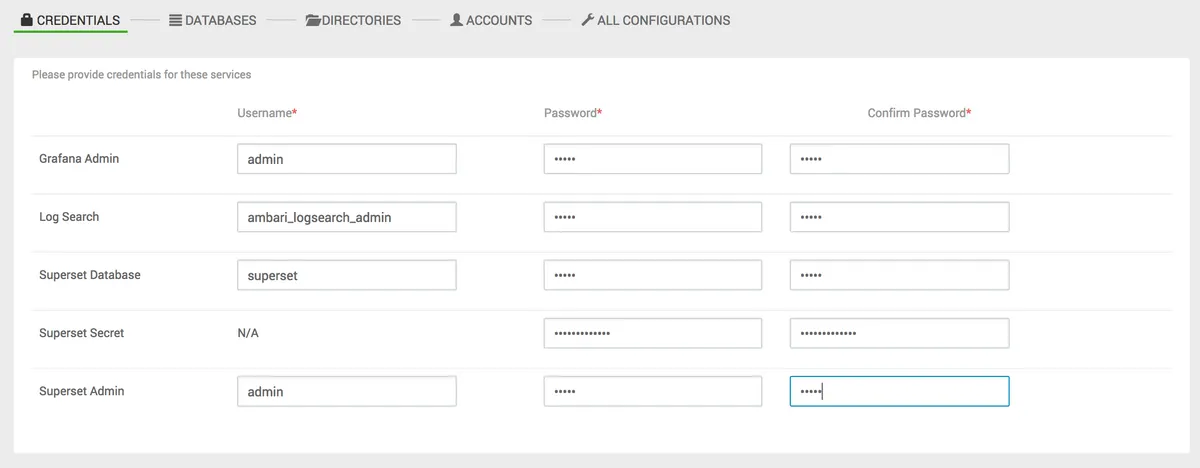 CREDENTIALS DATABASES DIRECTORIES ACCOUNTS ALL CONFIGURATIONS
Please provide credentials for these services
Username* Password* Confirm Password*
Grafana Admin admin ••••• •••••
Log Search ambari_logsearch_admin ••••• •••••
Superset Database superset ••••• •••••
Superset Secret N/A ••••••••••••• •••••••••••••
Superset Admin admin ••••• •••••